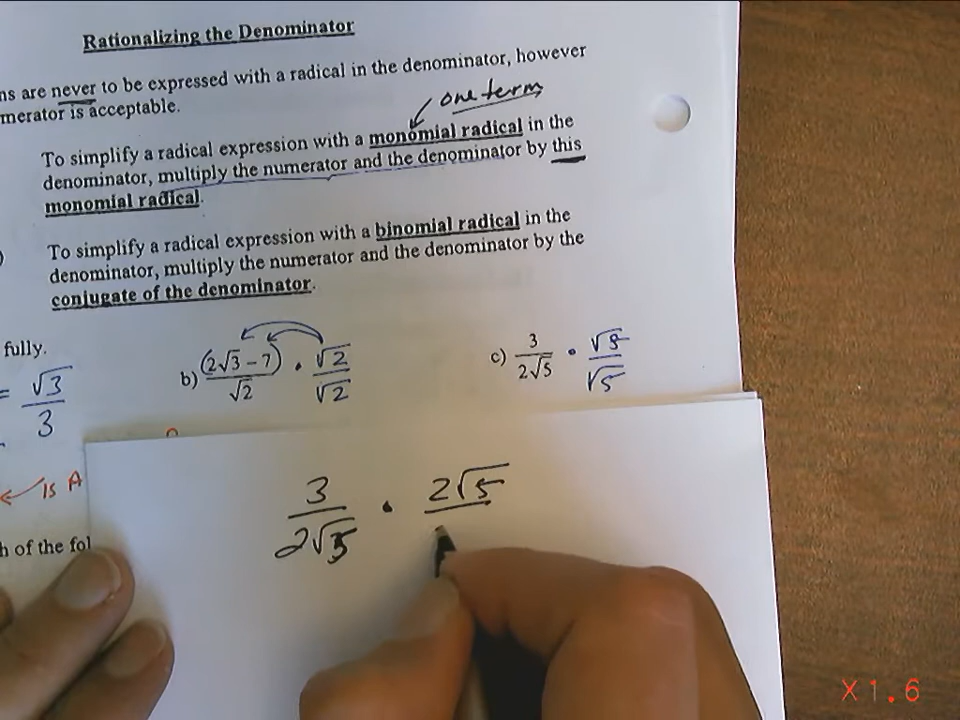 Rationalizing the Denominator
ns are never to be expressed with a radical in the denominator, however
merator is acceptable.
one term
To simplify a radical expression with a monomial radical in the
denominator, multiply the numerator and the denominator by this
monomial radical.
)
To simplify a radical expression with a binomial radical in the
denominator, multiply the numerator and the denominator by the
conjugate of the denominator.
fully.
= √3/3
b) (2√3 - 7)/√2 · √2/√2
c) 3/2√5 · √5/√5
← Is A
h of the fol
3/2√5 · 2√5
X1.6